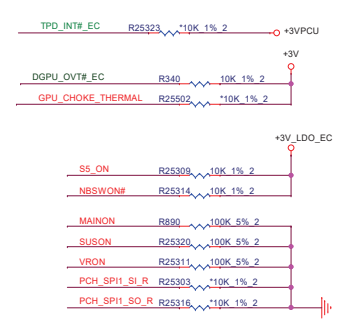 TPD_INT#_EC R25323 *10K_1%_2 +3VPCU
+3V
DGPU_OVT#_EC R340 10K_1%_2
GPU_CHOKE_THERMAL R25502 *10K_1%_2
+3V_LDO_EC
S5_ON R25309 10K_1%_2
NBSWON# R25314 10K_1%_2
MAINON R890 100K_5%_2
SUSON R25320 100K_5%_2
VRON R25311 100K_5%_2
PCH_SPI1_SI_R R25303 *10K_1%_2
PCH_SPI1_SO_R R25316 *10K_1%_2